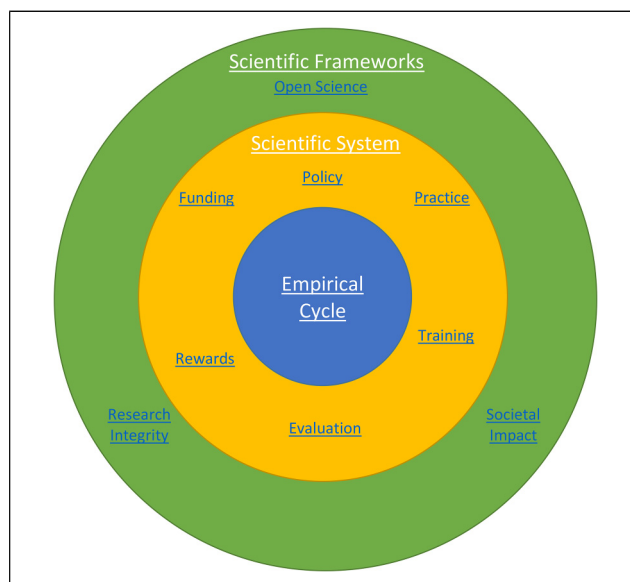 Scientific Frameworks
Open Science
Scientific System
Policy
Funding
Practice
Empirical
Cycle
Training
Rewards
Research
Integrity
Evaluation
Societal
Impact